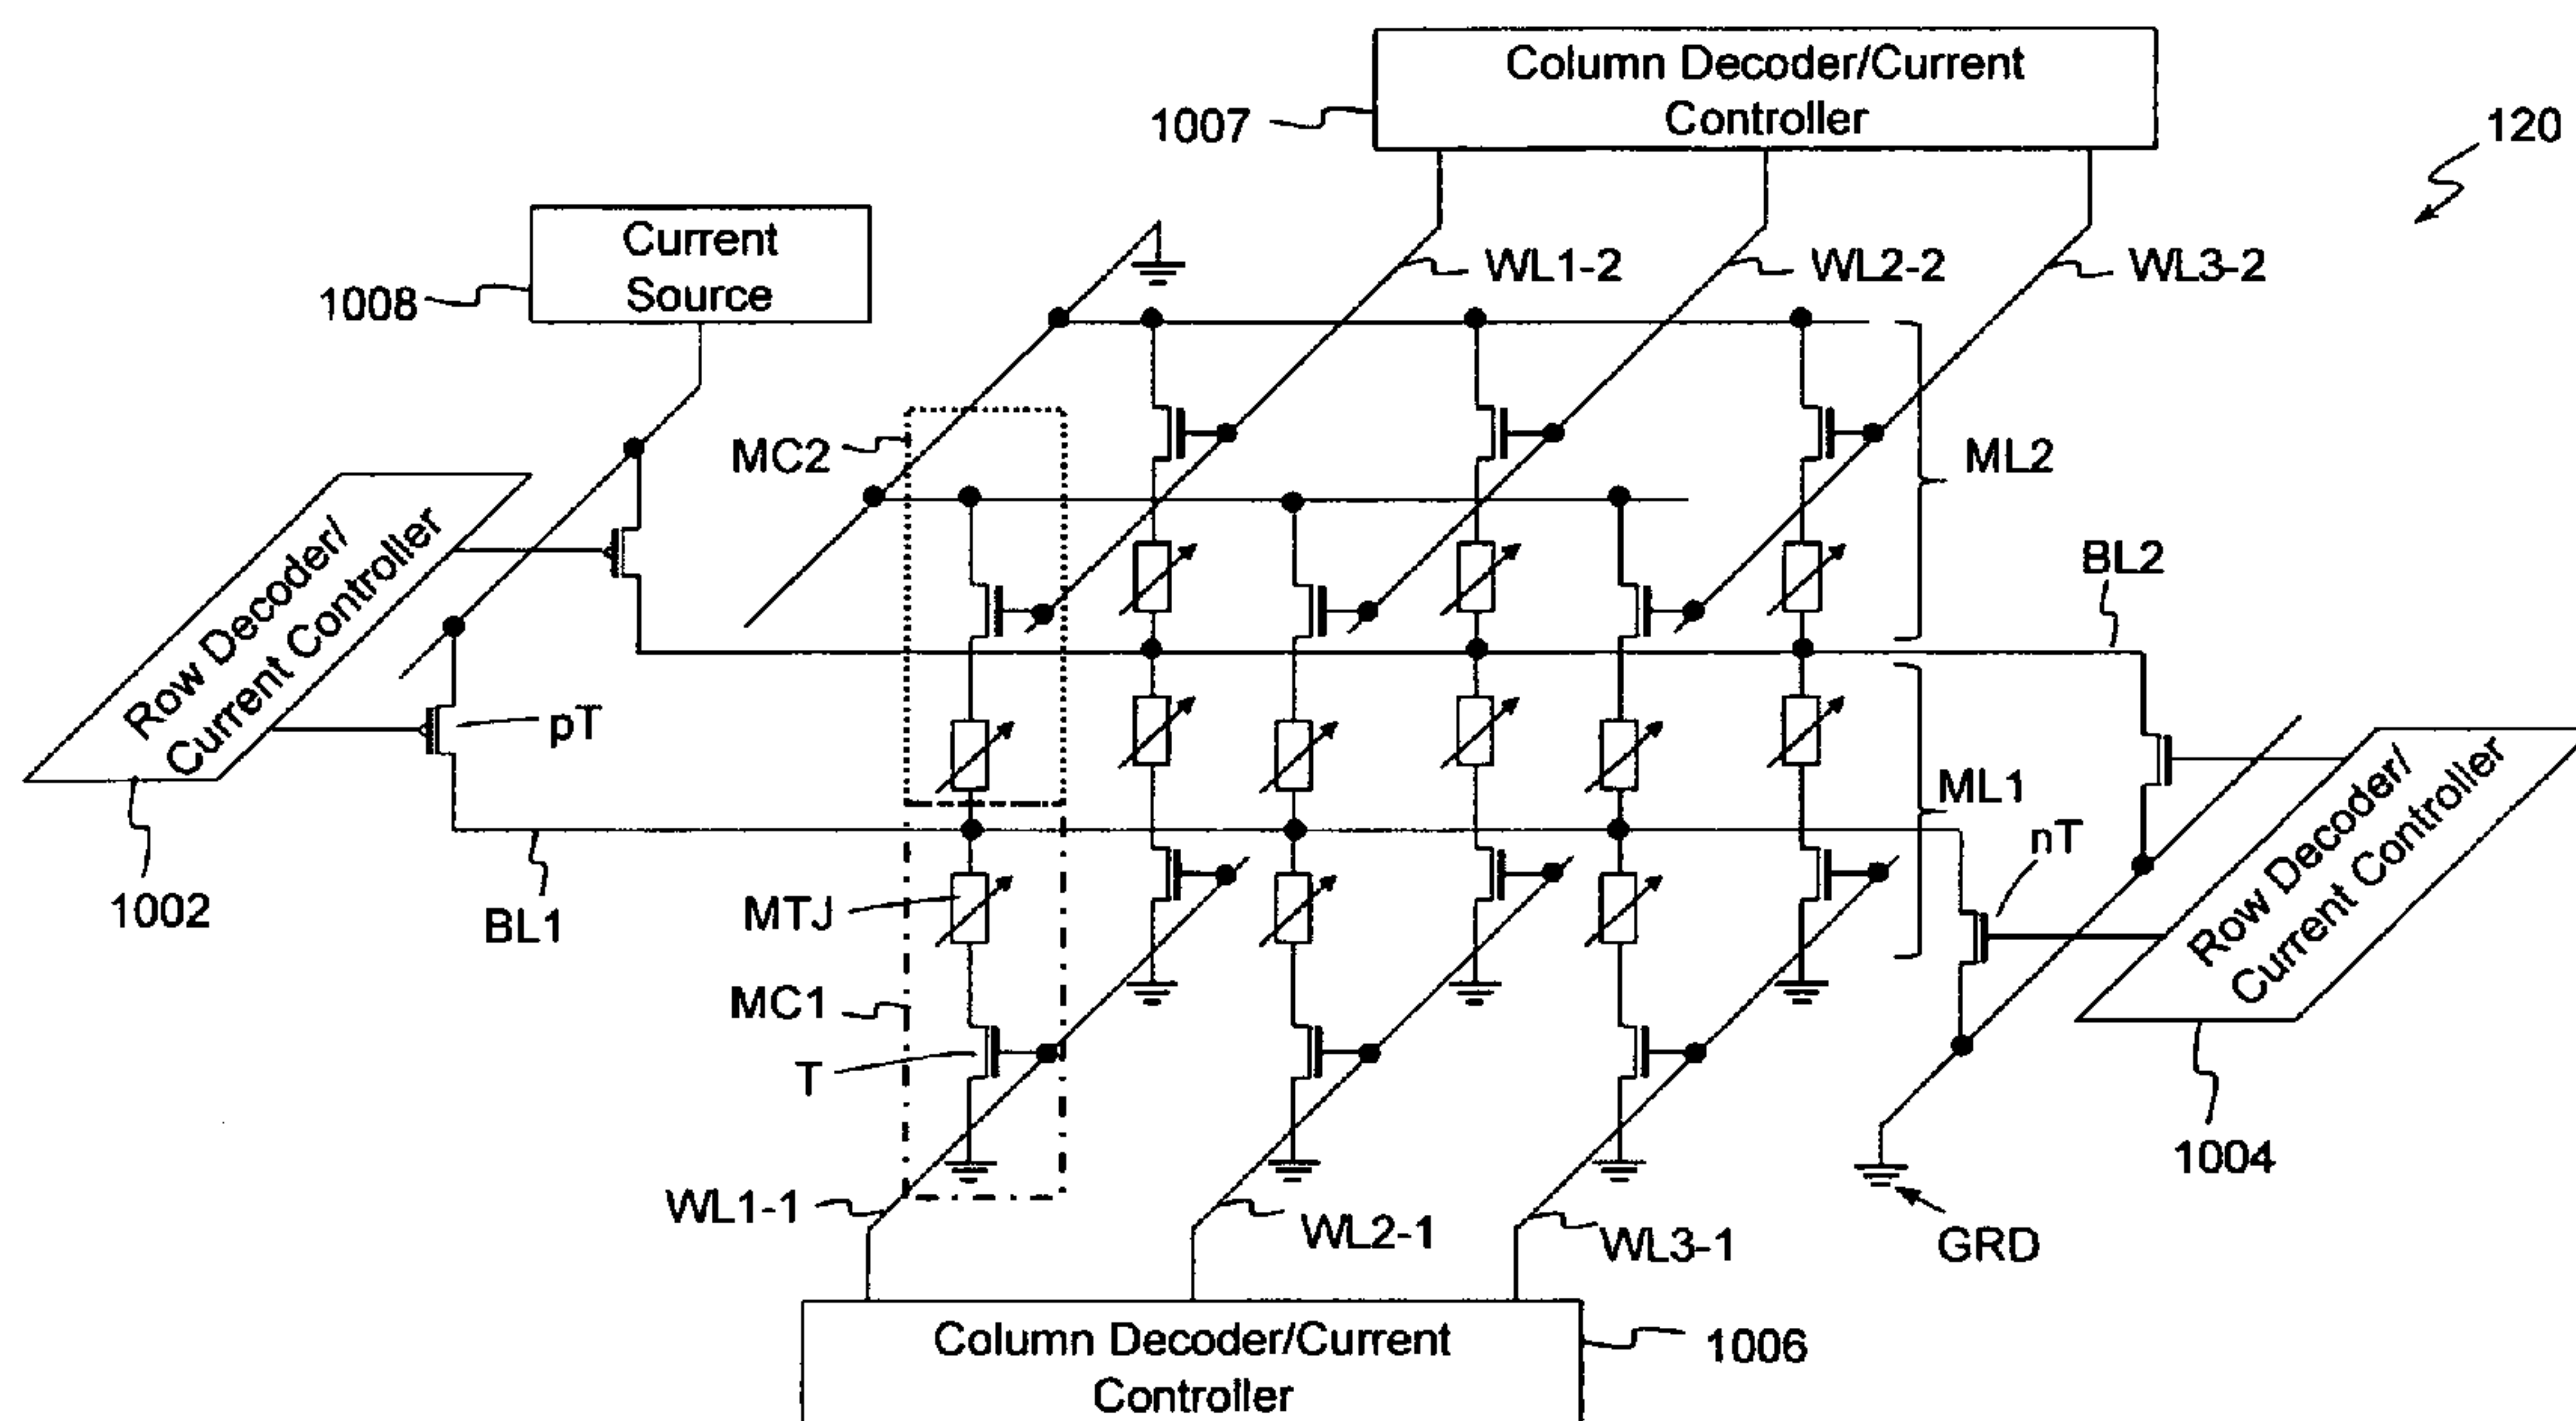 Column Decoder/Current
Controller
1007
120
Current
Source
1008
WL1-2
WL2-2
WL3-2
MC2
ML2
Row Decoder/
Current Controller
BL2
pT
ML1
nT
1002
BL1
MTJ
Row Decoder/
Current Controller
MC1
T
1004
WL1-1
WL2-1
WL3-1
GRD
Column Decoder/Current
Controller
1006